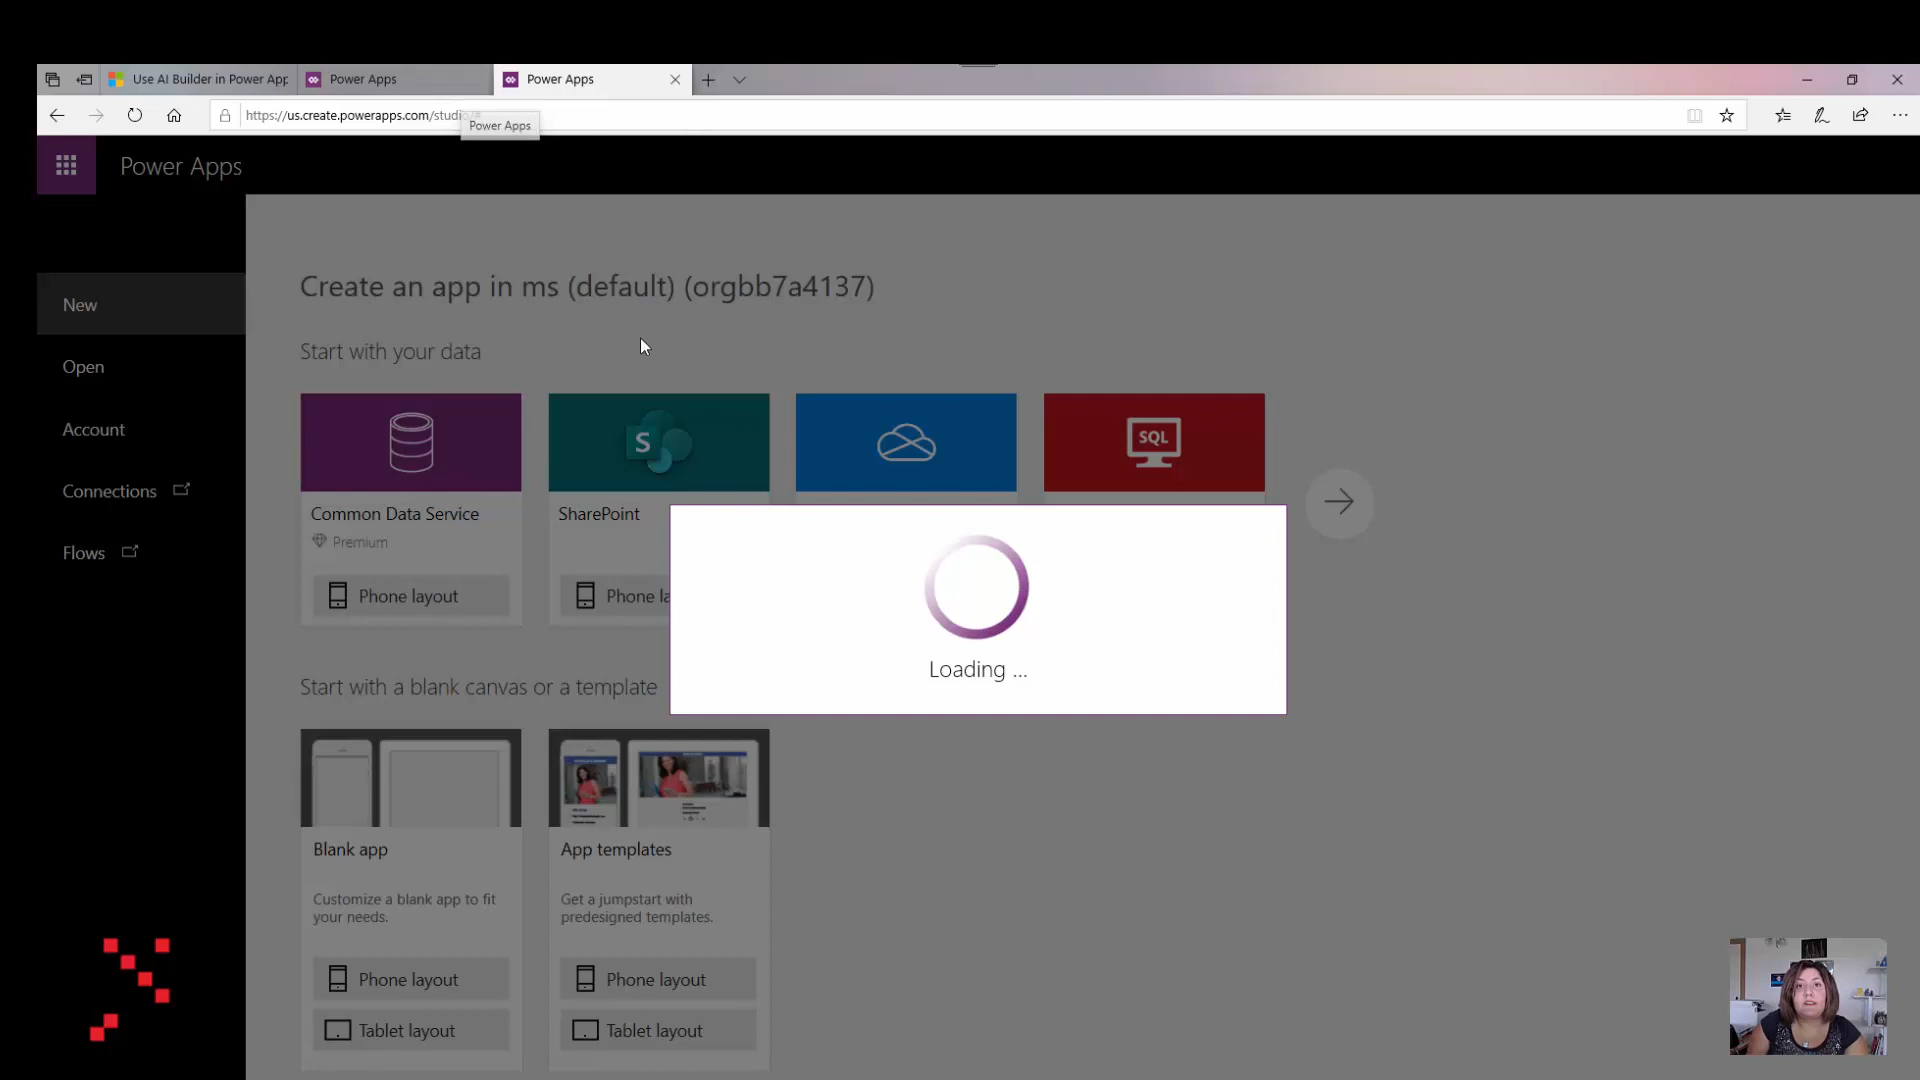 Use AI Builder in Power App
Power Apps
Power Apps
https://us.create.powerapps.com/studi
Power Apps
Power Apps
New
Open
Account
Connections
Flows
Create an app in ms (default) (orgbb7a4137)
Start with your data
S
SQL
Common Data Service
SharePoint
Premium
Phone layout
Phone la
Loading ...
Start with a blank canvas or a template
Blank app
App templates
Customize a blank app to fit
your needs.
Get a jumpstart with
predesigned templates.
Phone layout
Phone layout
Tablet layout
Tablet layout